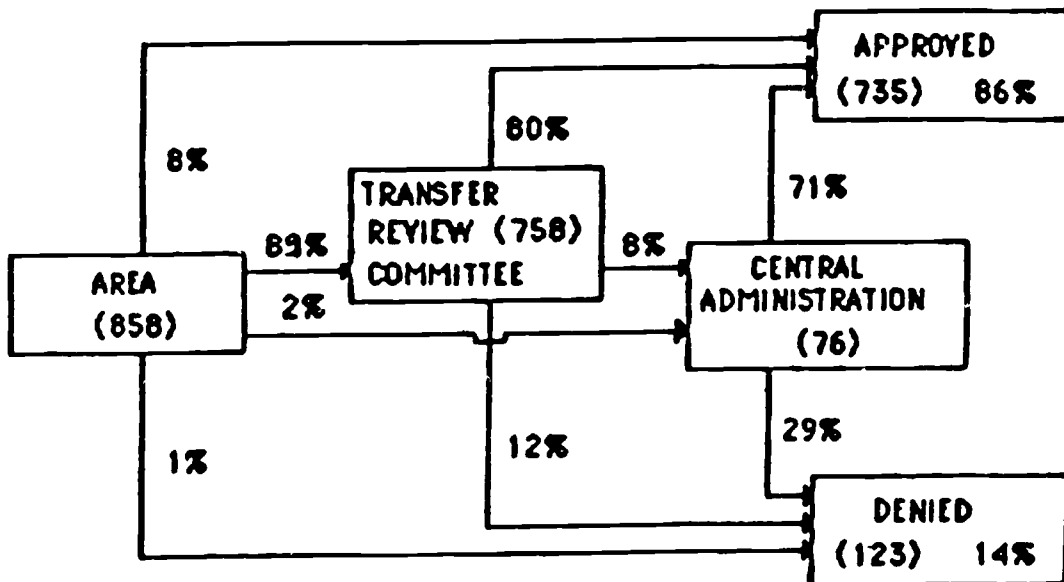 APPROVED
(735) 86%
80%
8%
71%
TRANSFER
REVIEW (758)
COMMITTEE
89%
8%
AREA
(858)
CENTRAL
ADMINISTRATION
(76)
2%
29%
12%
1%
DENIED
(123) 14%